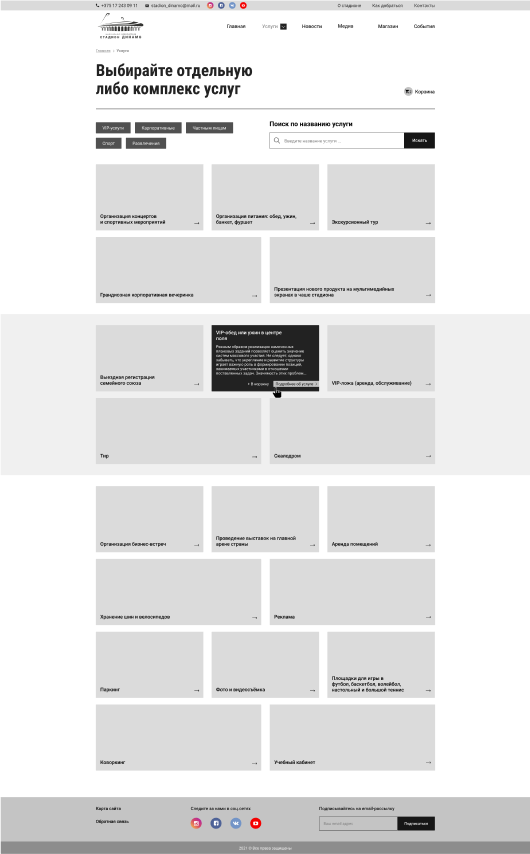 +375 17 242 09 11
stadion_dinamo@mail.ru
О стадионе
Как добраться
Контакты
СТАДИОН ДИНАМО
Главная
Услуги
Новости
Медиа
Магазин
События
Главная
Услуги
Выбирайте отдельную
либо комплекс услуг
Корзина
VIP-услуги
Корпоративные
Частным лицам
Спорт
Развлечения
Поиск по названию услуги
Введите название услуги ...
Искать
Организация концертов
и спортивных мероприятий
Организация питания: обед, ужин,
банкет, фуршет
Экскурсионный тур
Грандиозная корпоративная вечеринка
Презентация нового продукта на мультимедийных
экранах в чаше стадиона
Выездная регистрация
семейного союза
VIP-обед или ужин в центре
поля
+ В корзину
Подробнее об услуге
VIP-ложа (аренда, обслуживание)
Тир
Скалодром
Организация бизнес-встреч
Проведение выставок на главной
арене страны
Аренда помещений
Хранение шин и велосипедов
Реклама
Паркинг
Фото и видеосъёмка
Площадки для игры в
футбол, баскетбол, волейбол,
настольный и большой теннис
Коворкинг
Учебный кабинет
Карта сайта
Обратная связь
Следите за нами в соц сетях
Подписывайтесь на email-рассылку
Ваш email адрес
Подписаться
2021 © Все права защищены